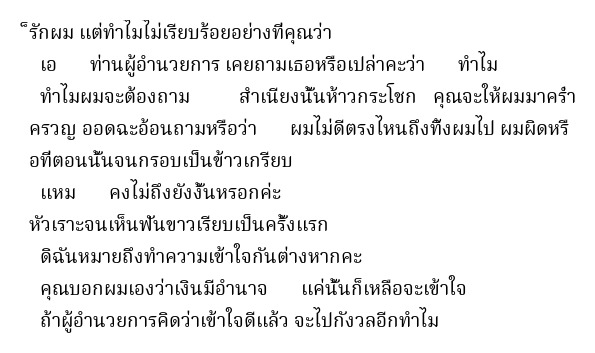 ็รักผม แต่ทำไมไม่เรียบร้อยอย่างที่คุณว่า
เอ ท่านผู้อำนวยการ เคยถามเธอหรือเปล่าคะว่า ทำไม
ทำไมผมจะต้องถาม สำเนียงนั้นห้าวกระโชก คุณจะให้ผมมาคร่ำ
ครวญ ออดฉะอ้อนถามหรือว่า ผมไม่ดีตรงไหนถึงทิ้งผมไป ผมผิดหรื
อที่ตอนนั้นจนกรอบเป็นข้าวเกรียบ
แหม คงไม่ถึงยังงั้นหรอกค่ะ
หัวเราะจนเห็นฟันขาวเรียบเป็นครั้งแรก
ดิฉันหมายถึงทำความเข้าใจกันต่างหากคะ
คุณบอกผมเองว่าเงินมีอำนาจ แค่นั้นก็เหลือจะเข้าใจ
ถ้าผู้อำนวยการคิดว่าเข้าใจดีแล้ว จะไปกังวลอีกทำไม